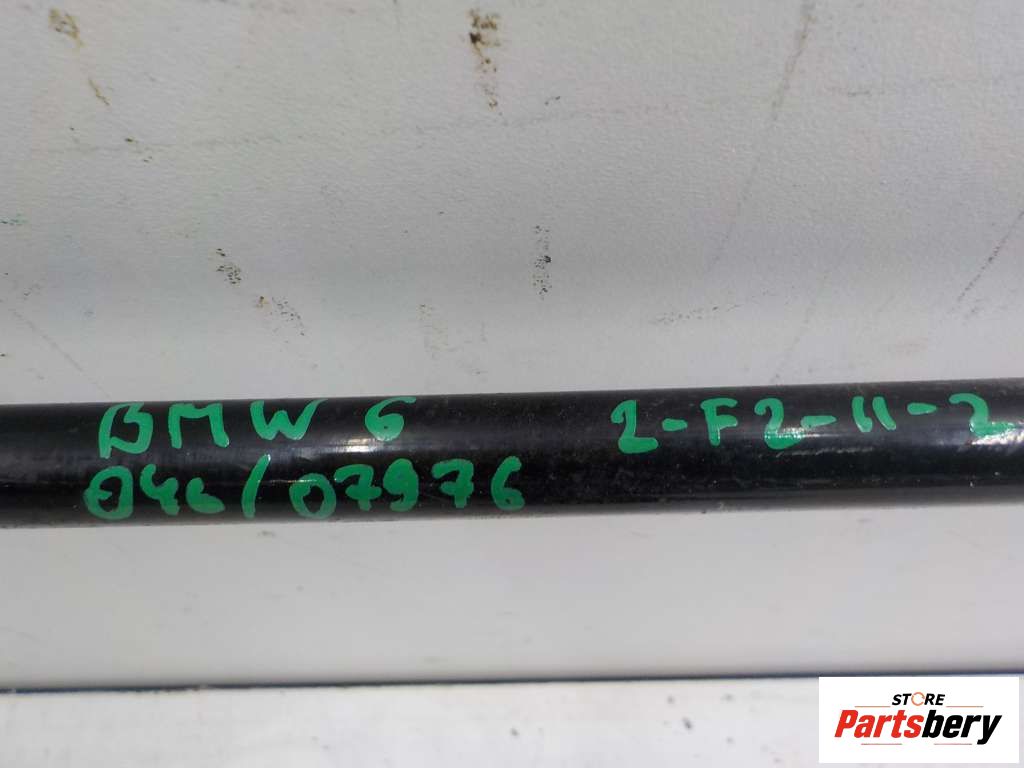 BMW 6 2-F2-11-2
046/07976
STORE
Partsbery